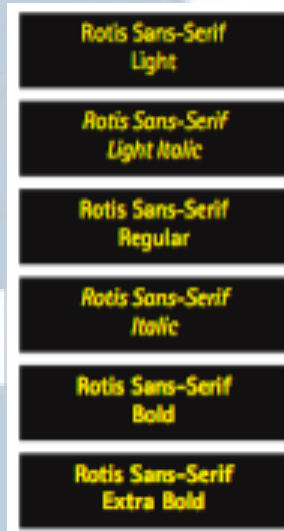 Rotis Sans-Serif
Light
Rotis Sans-Serif
Light Italic
Rotis Sans-Serif
Regular
Rotis Sans-Serif
Italic
Rotis Sans-Serif
Bold
Rotis Sans-Serif
Extra Bold